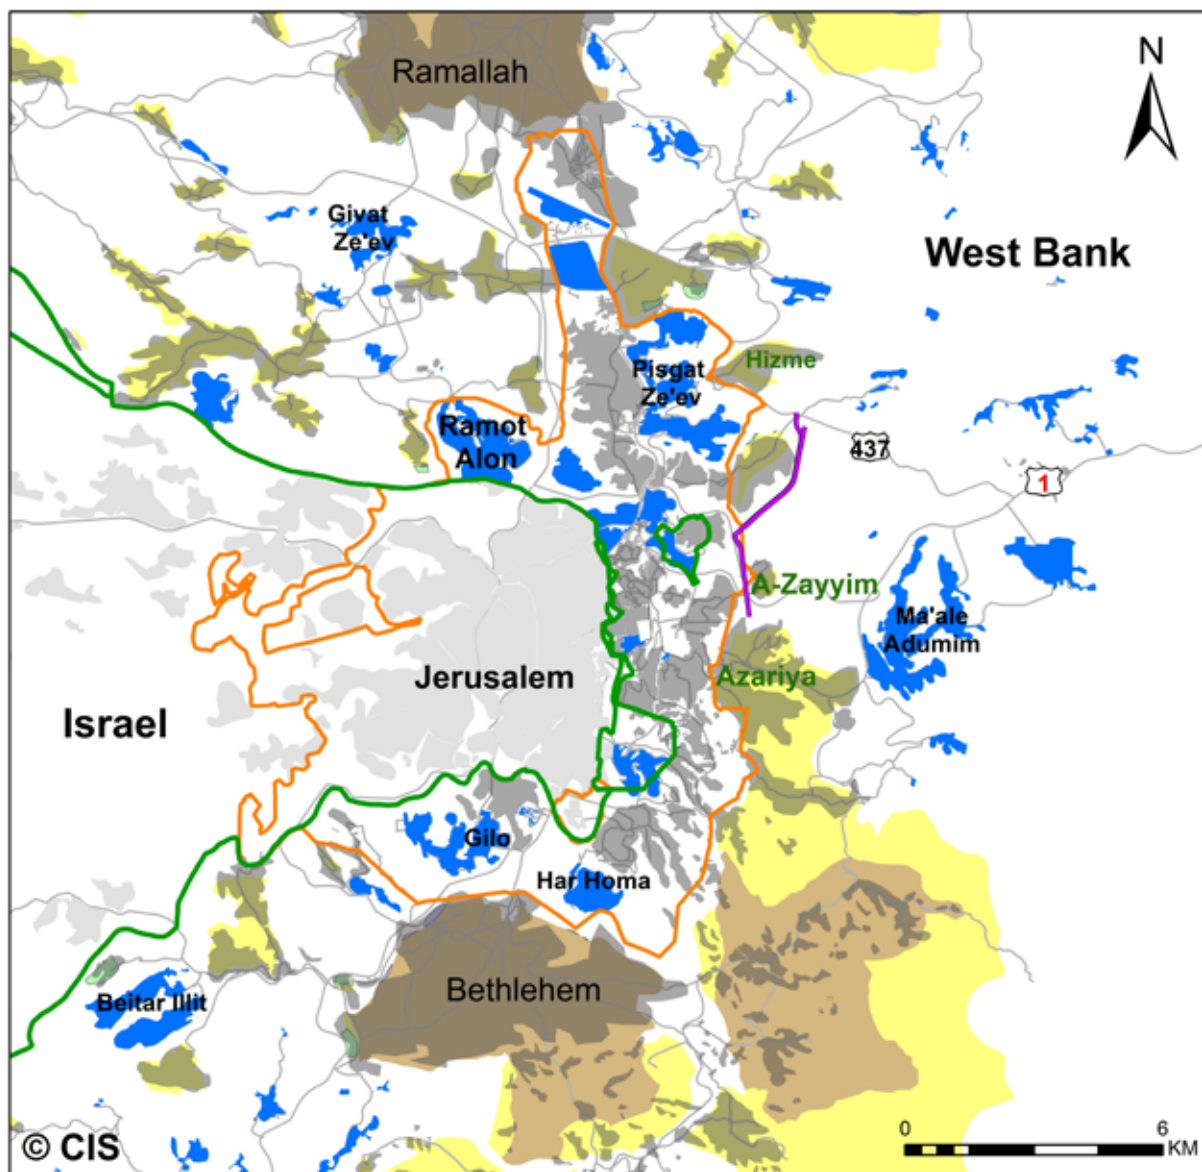 Ramallah
N
Givat
Ze'ev
West Bank
Hizme
Pisgat
Ze'ev
Ramot
Alon
437
1
A-Zayyim
Ma'ale
Adumim
Jerusalem
Azariya
Israel
Gilo
Har Homa
Bethlehem
Beitar Illit
© CIS
0 6
KM